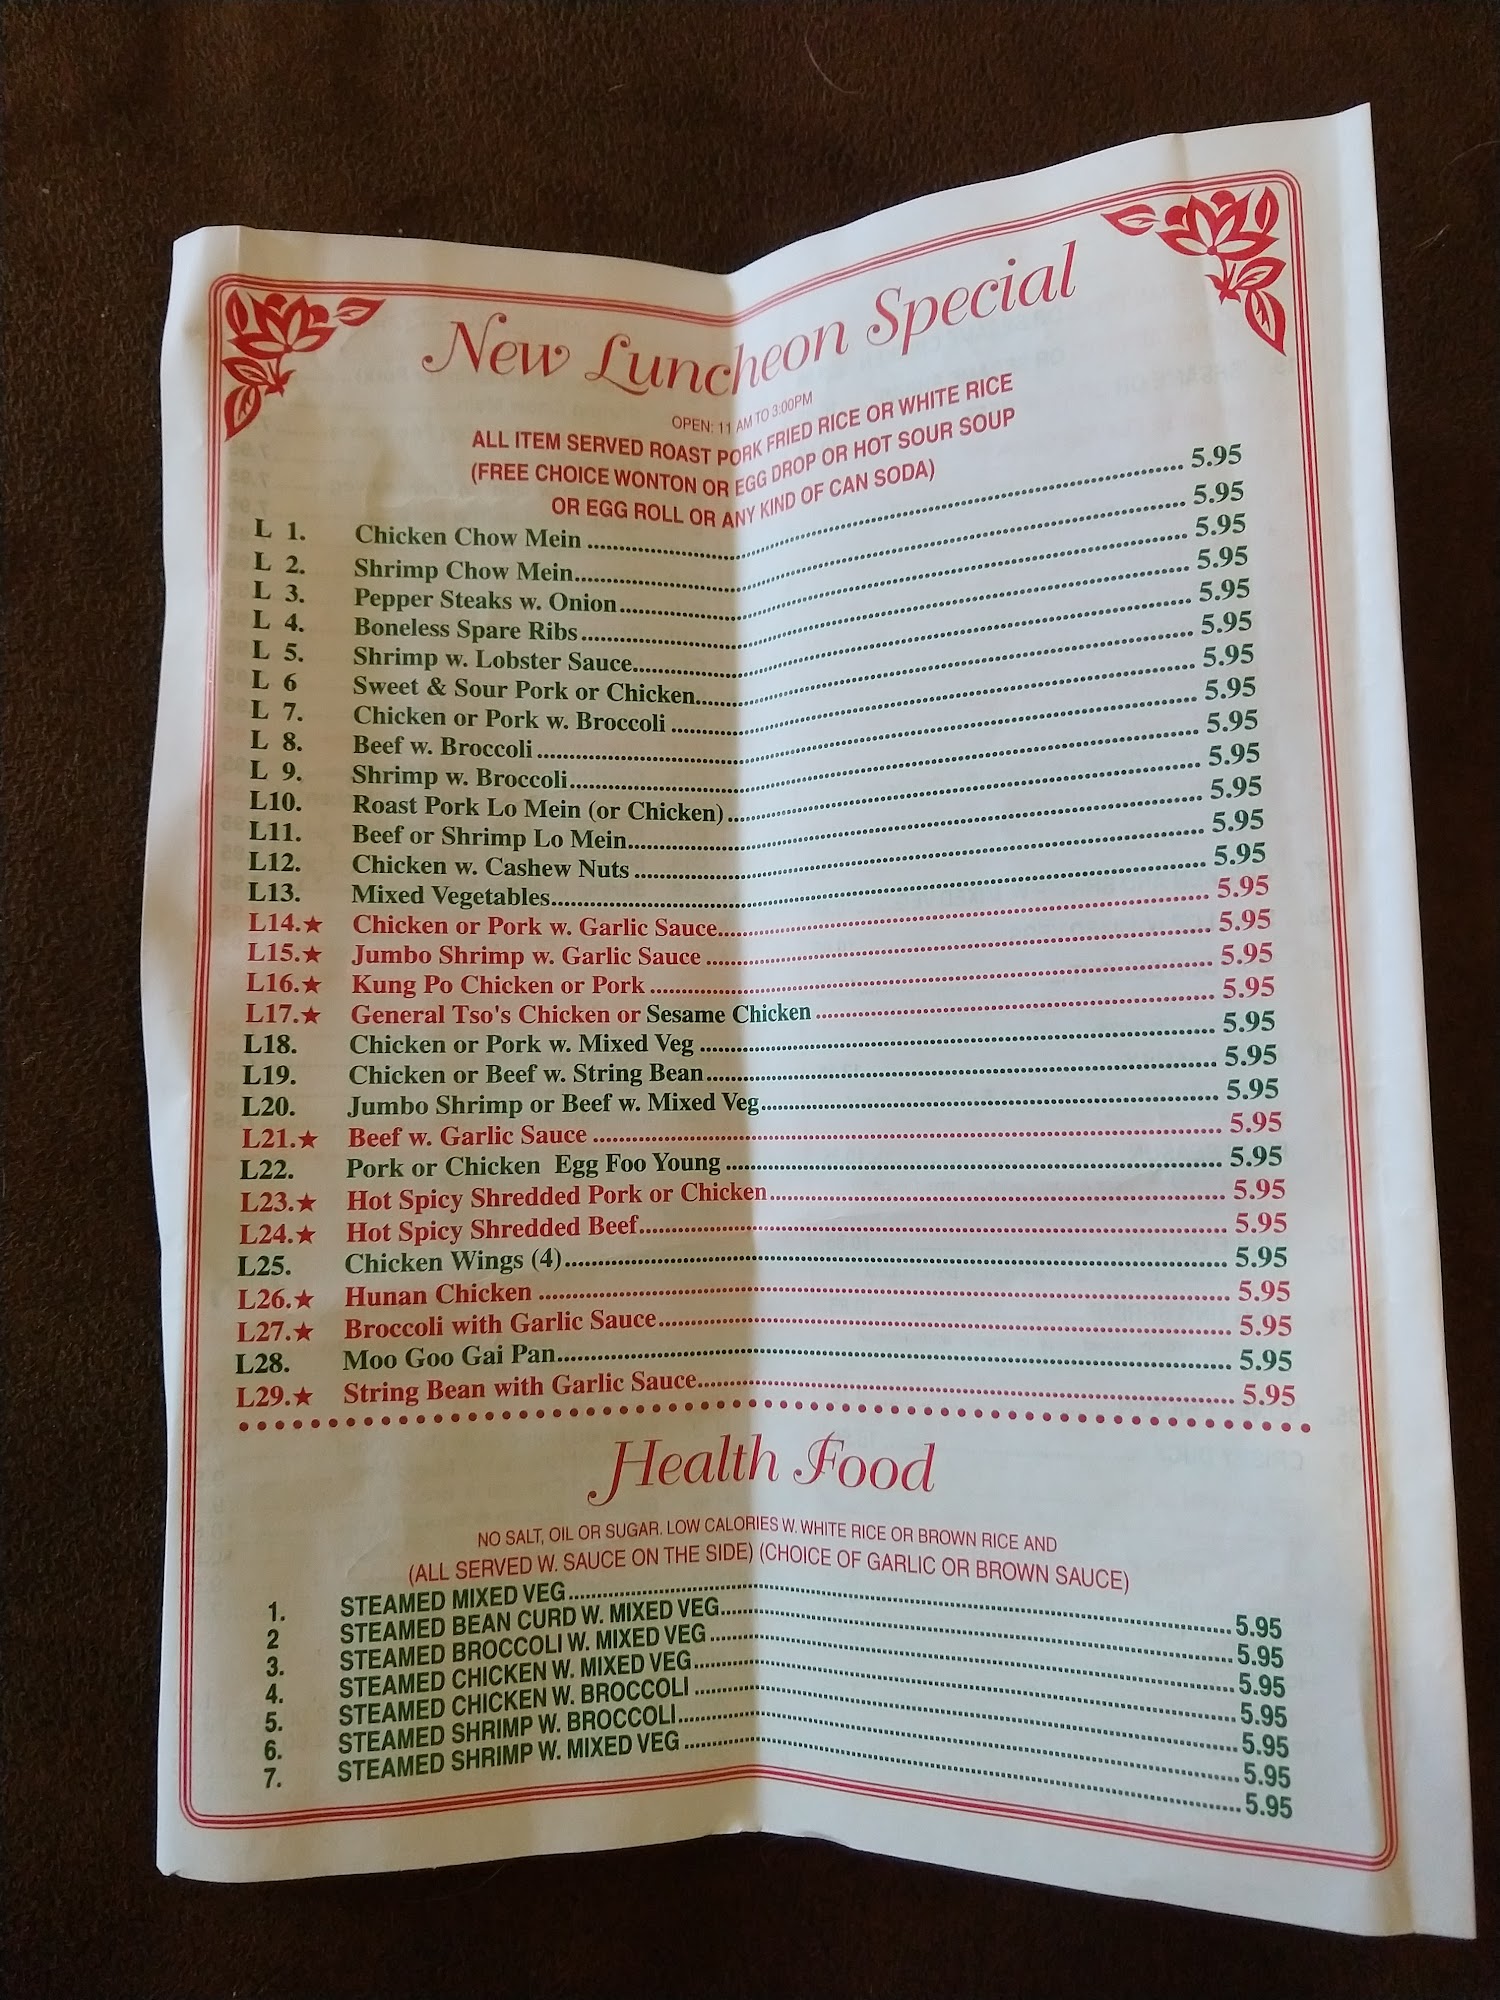 New Luncheon Special
OPEN: 11 AM TO 3:00PM
ALL ITEM SERVED ROAST PORK FRIED RICE OR WHITE RICE
(FREE CHOICE WONTON OR EGG DROP OR HOT SOUR SOUP
OR EGG ROLL OR ANY KIND OF CAN SODA)
L 1. Chicken Chow Mein 5.95
L 2. Shrimp Chow Mein 5.95
L 3. Pepper Steaks w. Onion 5.95
L 4. Boneless Spare Ribs 5.95
L 5. Shrimp w. Lobster Sauce 5.95
L 6 Sweet & Sour Pork or Chicken 5.95
L 7. Chicken or Pork w. Broccoli 5.95
L 8. Beef w. Broccoli 5.95
L 9. Shrimp w. Broccoli 5.95
L10. Roast Pork Lo Mein (or Chicken) 5.95
L11. Beef or Shrimp Lo Mein 5.95
L12. Chicken w. Cashew Nuts 5.95
L13. Mixed Vegetables 5.95
L14.★ Chicken or Pork w. Garlic Sauce 5.95
L15.★ Jumbo Shrimp w. Garlic Sauce 5.95
L16.★ Kung Po Chicken or Pork 5.95
L17.★ General Tso's Chicken or Sesame Chicken 5.95
L18. Chicken or Pork w. Mixed Veg 5.95
L19. Chicken or Beef w. String Bean 5.95
L20. Jumbo Shrimp or Beef w. Mixed Veg 5.95
L21.★ Beef w. Garlic Sauce 5.95
L22. Pork or Chicken Egg Foo Young 5.95
L23.★ Hot Spicy Shredded Pork or Chicken 5.95
L24.★ Hot Spicy Shredded Beef 5.95
L25. Chicken Wings (4) 5.95
L26.★ Hunan Chicken 5.95
L27.★ Broccoli with Garlic Sauce 5.95
L28. Moo Goo Gai Pan 5.95
L29.★ String Bean with Garlic Sauce 5.95
Health Food
NO SALT, OIL OR SUGAR. LOW CALORIES W. WHITE RICE OR BROWN RICE AND
(ALL SERVED W. SAUCE ON THE SIDE) (CHOICE OF GARLIC OR BROWN SAUCE)
1. STEAMED MIXED VEG 5.95
2 STEAMED BEAN CURD W. MIXED VEG 5.95
3. STEAMED BROCCOLI W. MIXED VEG 5.95
4. STEAMED CHICKEN W. MIXED VEG 5.95
5. STEAMED CHICKEN W. BROCCOLI 5.95
6. STEAMED SHRIMP W. BROCCOLI 5.95
7. STEAMED SHRIMP W. MIXED VEG 5.95